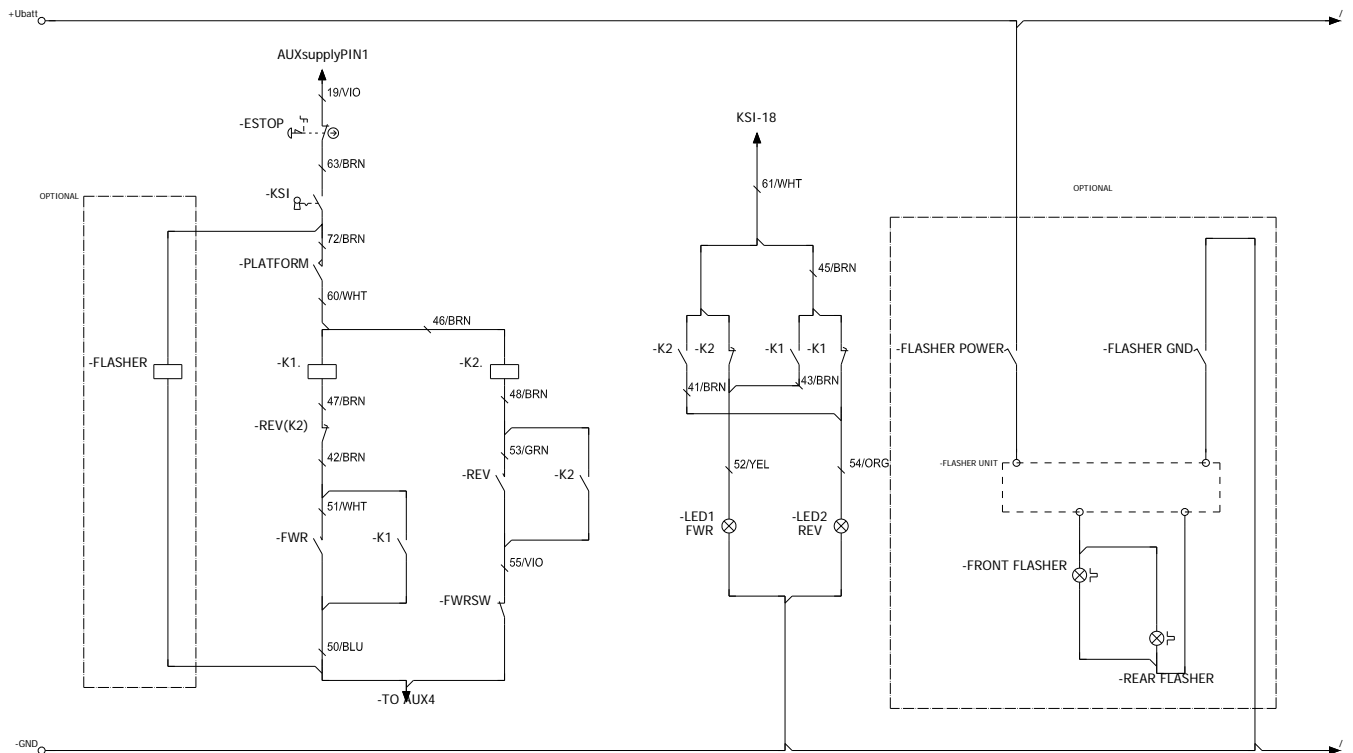 +Ubatt
/
AUXsupplyPIN1
19/VIO
-ESTOP
63/BRN
-KSI
OPTIONAL
72/BRN
-PLATFORM
60/WHT
46/BRN
-FLASHER
-K1.
-K2.
47/BRN
48/BRN
-REV(K2)
42/BRN
53/GRN
-REV
-K2
51/WHT
-FWR
-K1
55/VIO
-FWRSW
50/BLU
-TO AUX4
KSI-18
61/WHT
45/BRN
-K2
-K2
-K1
-K1
41/BRN
43/BRN
52/YEL
54/ORG
-LED1
FWR
-LED2
REV
OPTIONAL
-FLASHER POWER
-FLASHER GND
-FLASHER UNIT
-FRONT FLASHER
-REAR FLASHER
-GND
/